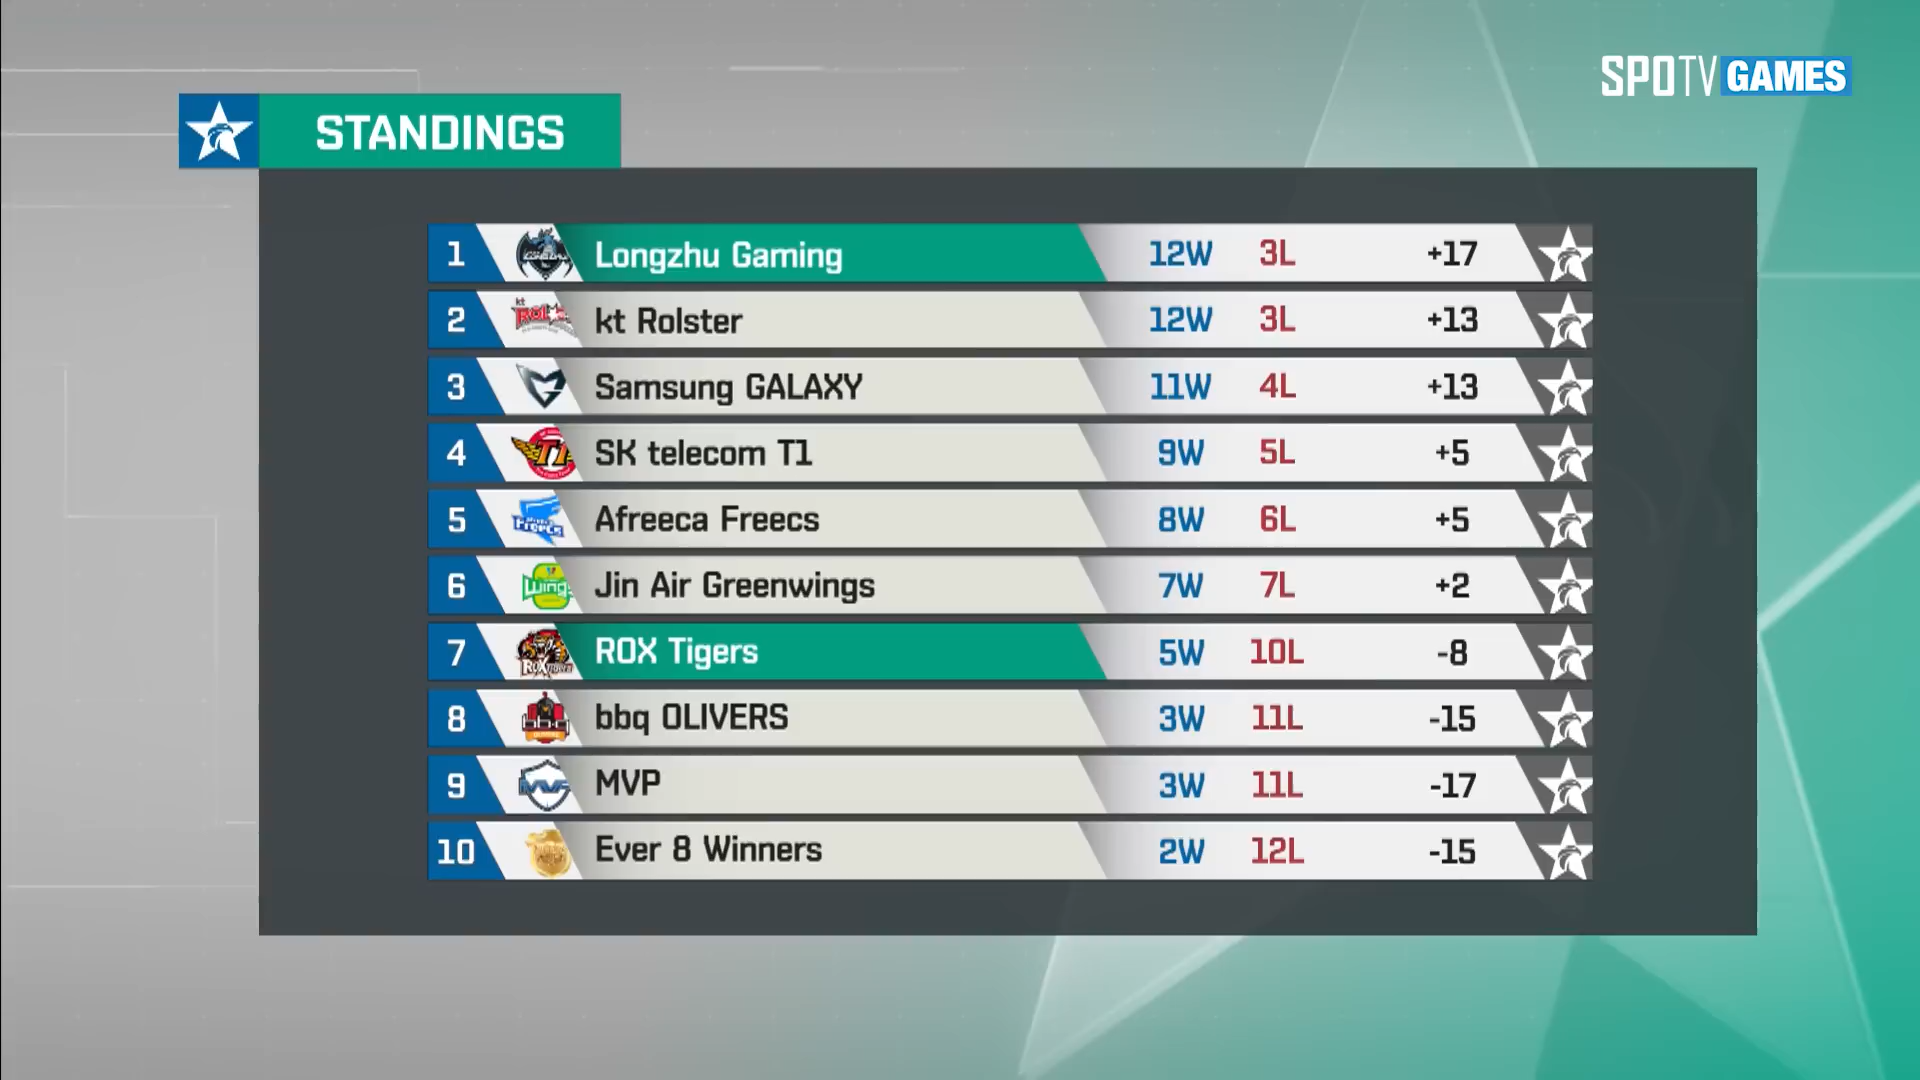 SPOTV GAMES
STANDINGS
1 Longzhu Gaming 12W 3L +17
2 kt Rolster 12W 3L +13
3 Samsung GALAXY 11W 4L +13
4 SK telecom T1 9W 5L +5
5 Afreeca Freecs 8W 6L +5
6 Jin Air Greenwings 7W 7L +2
7 ROX Tigers 5W 10L -8
8 bbq OLIVERS 3W 11L -15
9 MVP 3W 11L -17
10 Ever 8 Winners 2W 12L -15